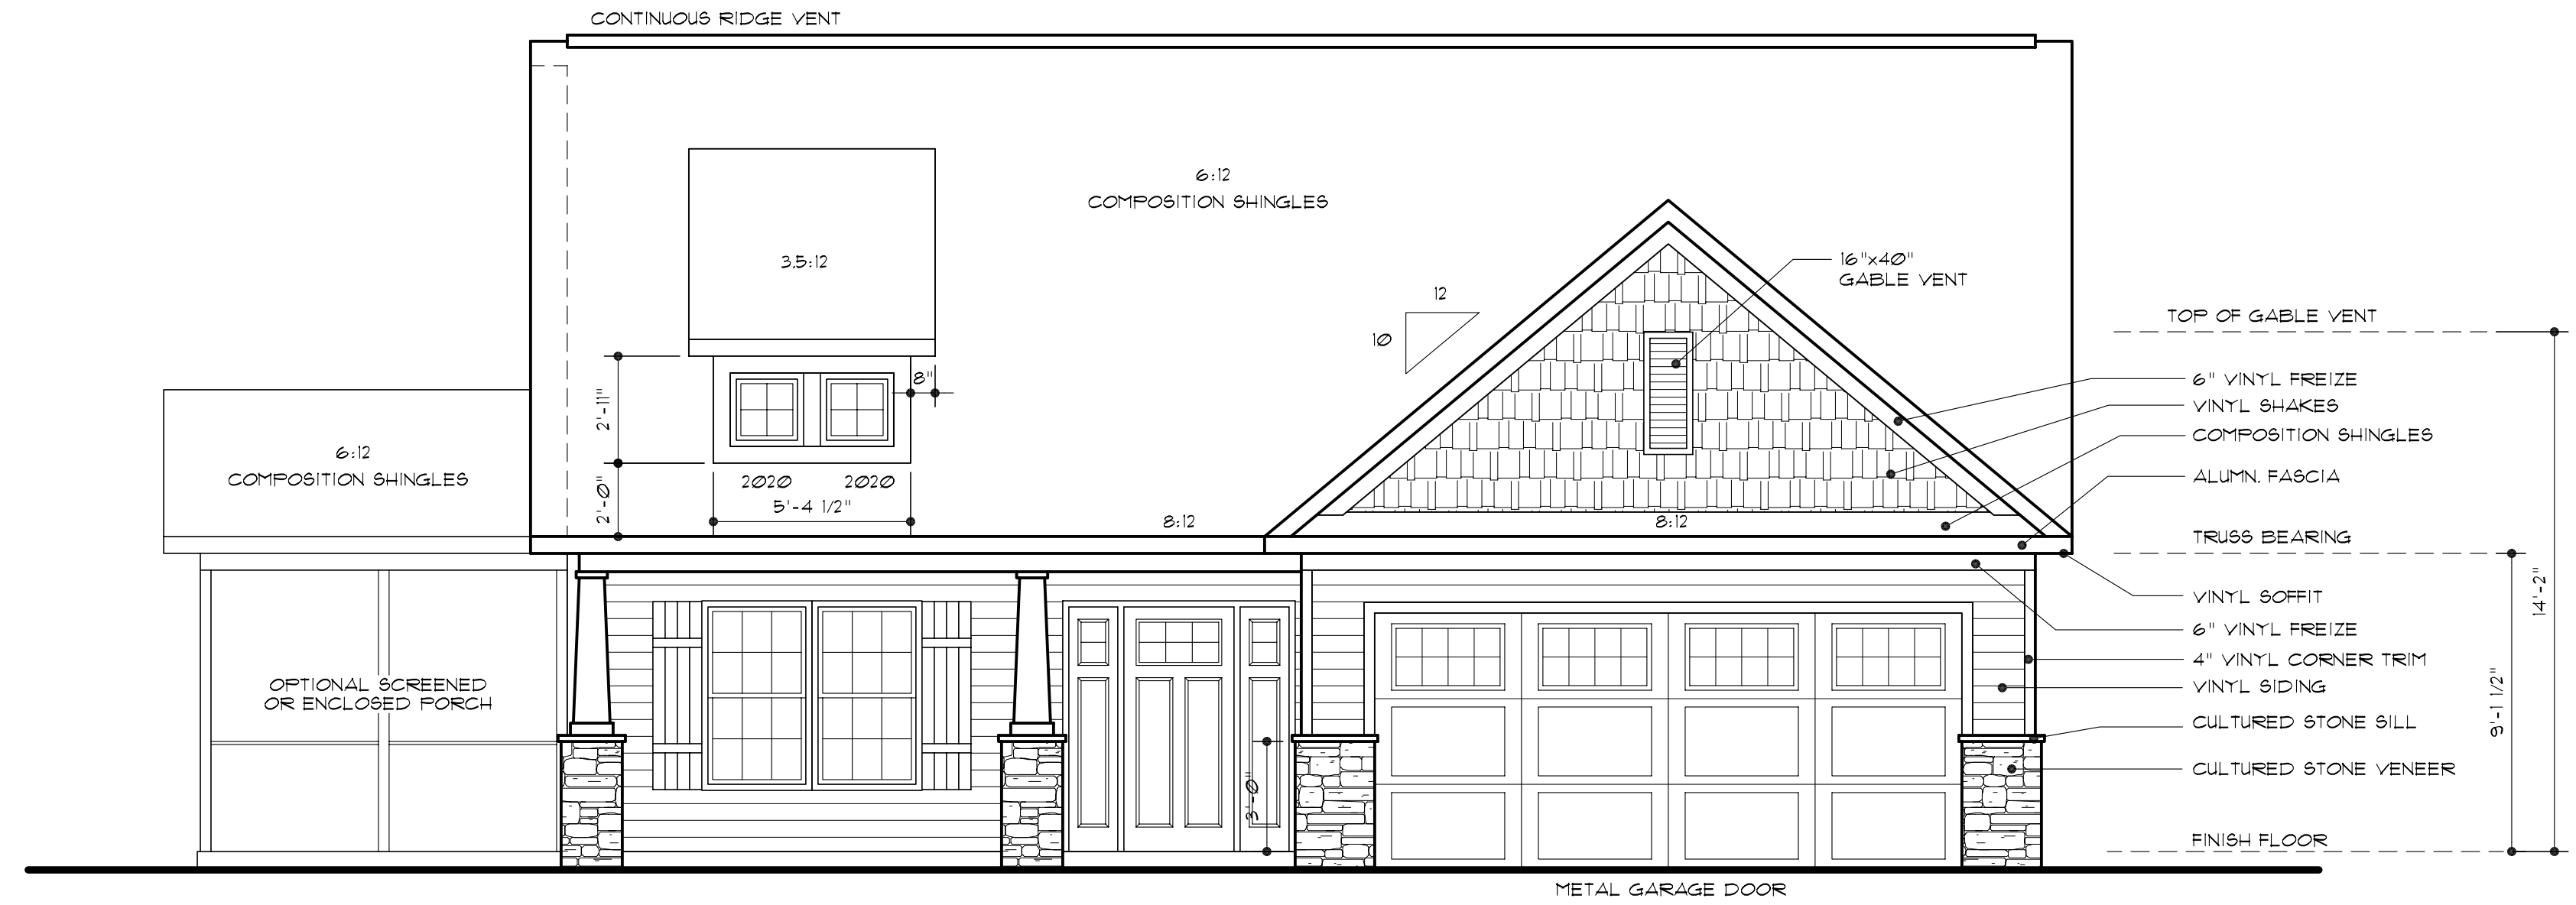 CONTINUOUS RIDGE VENT
6:12
COMPOSITION SHINGLES
3.5:12
16"x40"
GABLE VENT
12
10
TOP OF GABLE VENT
8"
2'-11"
6" VINYL FREIZE
VINYL SHAKES
COMPOSITION SHINGLES
ALUMN. FASCIA
6:12
COMPOSITION SHINGLES
2020
2020
5'-4 1/2"
2'-0"
8:12
8:12
TRUSS BEARING
14'-2"
VINYL SOFFIT
6" VINYL FREIZE
4" VINYL CORNER TRIM
VINYL SIDING
9'-1 1/2"
OPTIONAL SCREENED
OR ENCLOSED PORCH
CULTURED STONE SILL
CULTURED STONE VENEER
3'-0"
FINISH FLOOR
METAL GARAGE DOOR